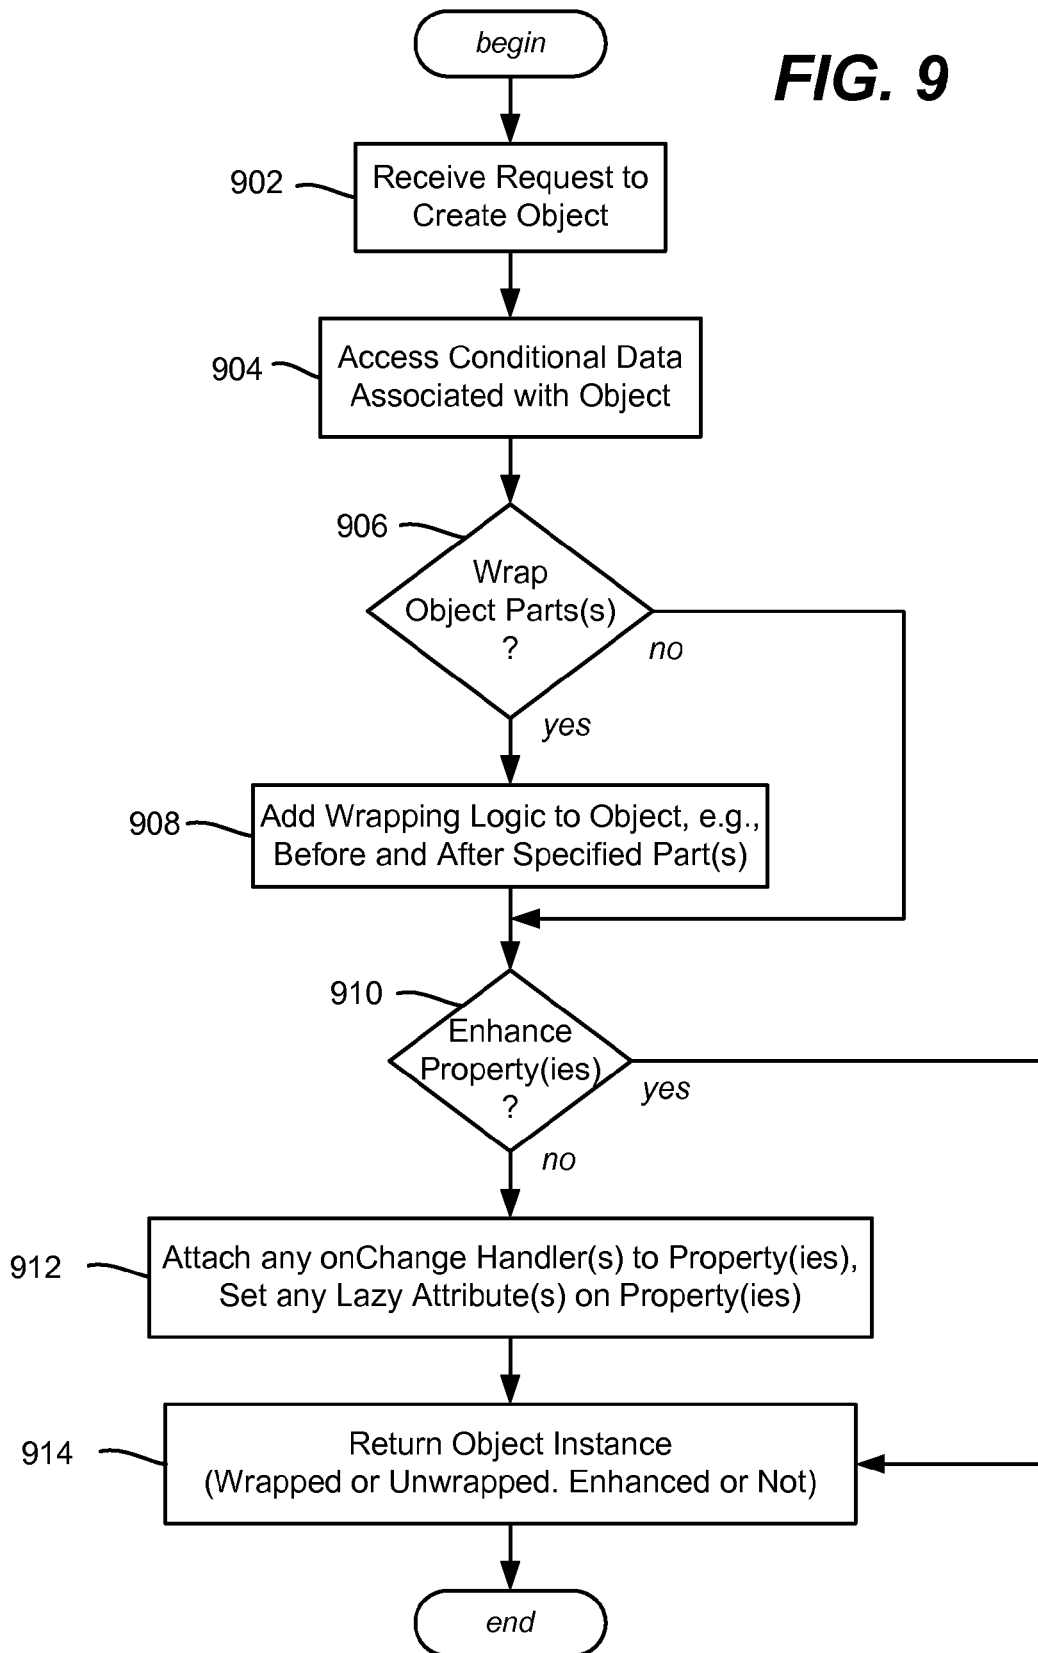 begin
FIG. 9
902
Receive Request to
Create Object
904
Access Conditional Data
Associated with Object
906
Wrap
Object Parts(s)
?
no
yes
908
Add Wrapping Logic to Object, e.g.,
Before and After Specified Part(s)
910
Enhance
Property(ies)
?
yes
no
912
Attach any onChange Handler(s) to Property(ies),
Set any Lazy Attribute(s) on Property(ies)
914
Return Object Instance
(Wrapped or Unwrapped. Enhanced or Not)
end